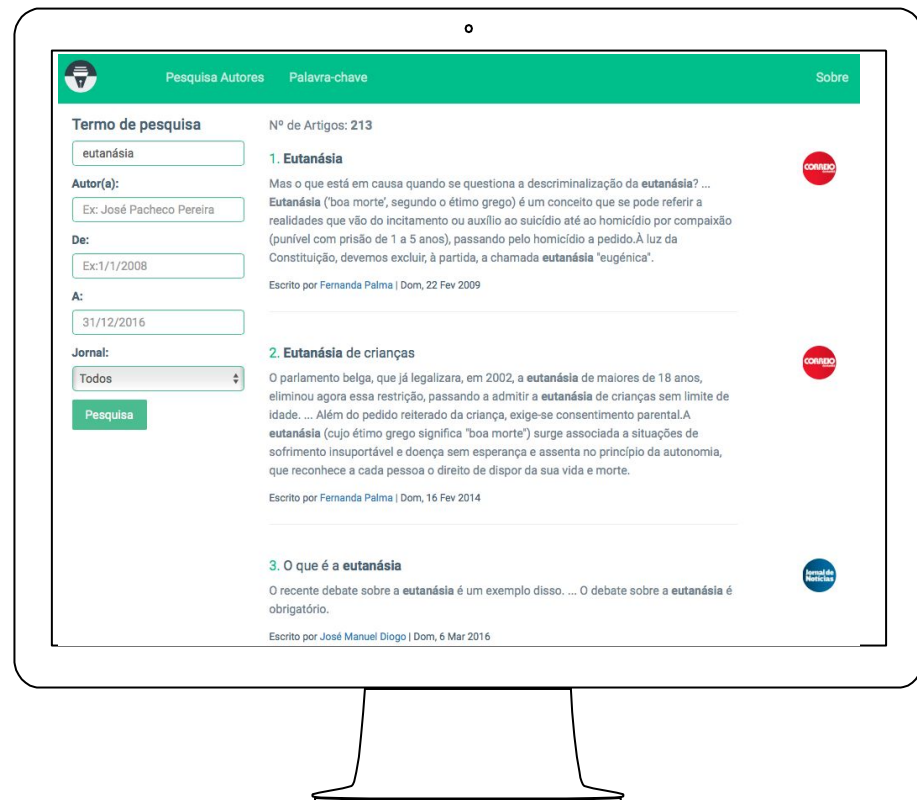 Pesquisa Autores Palavra-chave Sobre
Termo de pesquisa
eutanásia
Autor(a):
Ex: José Pacheco Pereira
De:
Ex:1/1/2008
A:
31/12/2016
Jornal:
Todos
Pesquisa
Nº de Artigos: 213
1. Eutanásia
CORREIO
Mas o que está em causa quando se questiona a descriminalização da eutanásia? ...
Eutanásia ('boa morte', segundo o étimo grego) é um conceito que se pode referir a
realidades que vão do incitamento ou auxílio ao suicídio até ao homicídio por compaixão
(punível com prisão de 1 a 5 anos), passando pelo homicídio a pedido.À luz da
Constituição, devemos excluir, à partida, a chamada eutanásia "eugénica".
Escrito por Fernanda Palma | Dom, 22 Fev 2009
2. Eutanásia de crianças
CORREIO
O parlamento belga, que já legalizara, em 2002, a eutanásia de maiores de 18 anos,
eliminou agora essa restrição, passando a admitir a eutanásia de crianças sem limite de
idade. ... Além do pedido reiterado da criança, exige-se consentimento parental.A
eutanásia (cujo étimo grego significa "boa morte") surge associada a situações de
sofrimento insuportável e doença sem esperança e assenta no princípio da autonomia,
que reconhece a cada pessoa o direito de dispor da sua vida e morte.
Escrito por Fernanda Palma | Dom, 16 Fev 2014
3. O que é a eutanásia
Jornal de
Notícias
O recente debate sobre a eutanásia é um exemplo disso. ... O debate sobre a eutanásia é
obrigatório.
Escrito por José Manuel Diogo | Dom, 6 Mar 2016